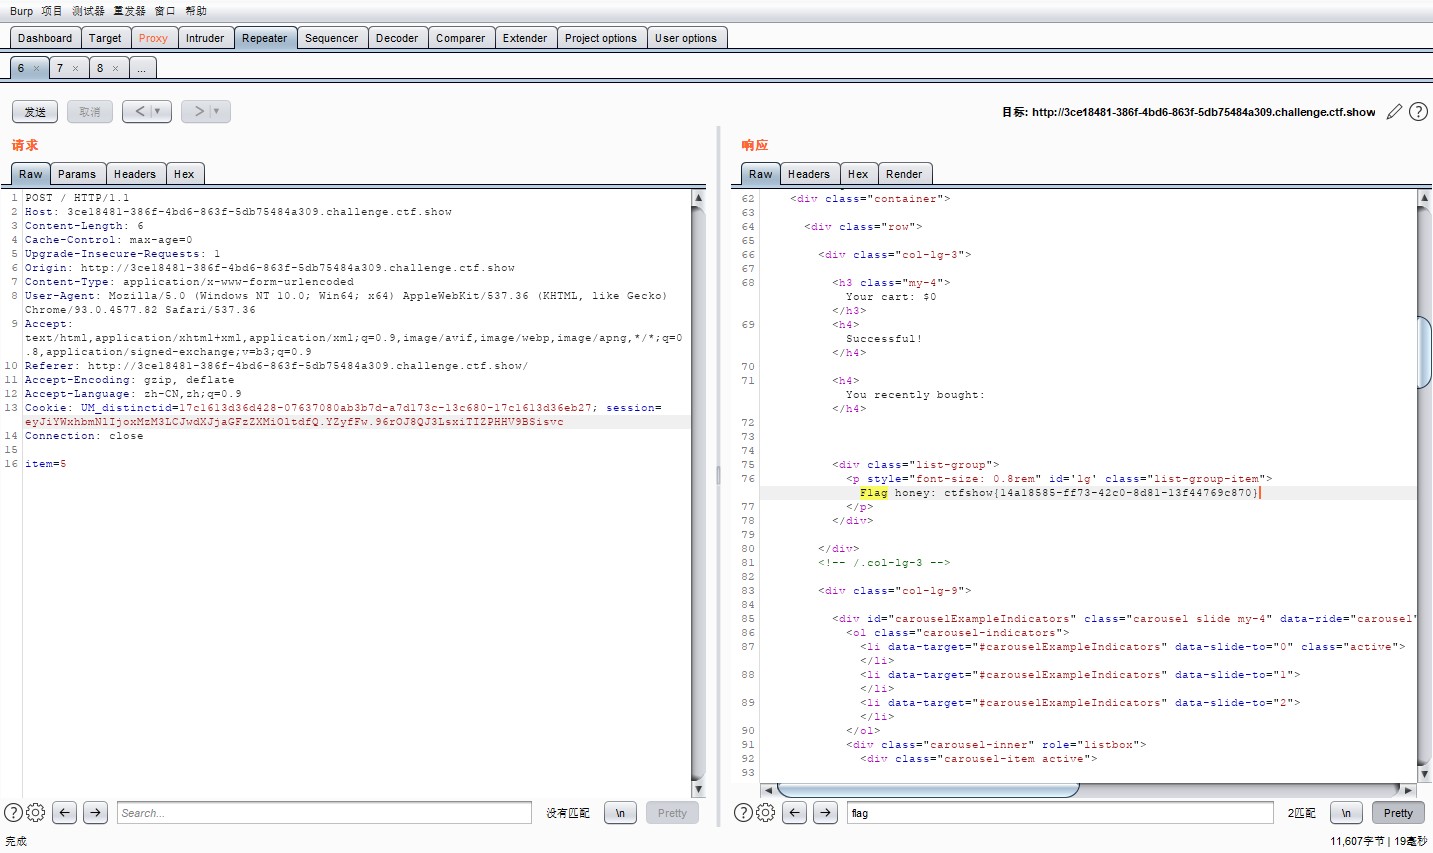 Burp 项目 测试器 重发器 窗口 帮助
Dashboard Target Proxy Intruder Repeater Sequencer Decoder Comparer Extender Project options User options
6 × 7 × 8 × ...
发送 取消 < ▼ > ▼ 目标: http://3ce18481-386f-4bd6-863f-5db75484a309.challenge.ctf.show
请求
Raw Params Headers Hex
1 POST / HTTP/1.1
2 Host: 3ce18481-386f-4bd6-863f-5db75484a309.challenge.ctf.show
3 Content-Length: 6
4 Cache-Control: max-age=0
5 Upgrade-Insecure-Requests: 1
6 Origin: http://3ce18481-386f-4bd6-863f-5db75484a309.challenge.ctf.show
7 Content-Type: application/x-www-form-urlencoded
8 User-Agent: Mozilla/5.0 (Windows NT 10.0; Win64; x64) AppleWebKit/537.36 (KHTML, like Gecko)
Chrome/93.0.4577.82 Safari/537.36
9 Accept:
text/html,application/xhtml+xml,application/xml;q=0.9,image/avif,image/webp,image/apng,*/*;q=0
.8,application/signed-exchange;v=b3;q=0.9
10 Referer: http://3ce18481-386f-4bd6-863f-5db75484a309.challenge.ctf.show/
11 Accept-Encoding: gzip, deflate
12 Accept-Language: zh-CN,zh;q=0.9
13 Cookie: UM_distinctid=17c1613d36d428-07637080ab3b7d-a7d173c-13c680-17c1613d36eb27; session=
eyJiYWxhbmNlIjoxMzM3LCJwdXJjaGFzZXMiOltdfQ.YZyfFw.96rOJ8QJ3LsxiTIZPHHV9BSisvc
14 Connection: close
15
16 item=5
Search... 没有匹配 \n Pretty
响应
Raw Headers Hex Render
62 <div class="container">
63
64 <div class="row">
65
66 <div class="col-lg-3">
67
68 <h3 class="my-4">
Your cart: $0
</h3>
69 <h4>
Successful!
</h4>
70
71 <h4>
You recently bought:
</h4>
72
73
74
75 <div class="list-group">
76 <p style="font-size: 0.8rem" id='lg' class="list-group-item">
Flag honey: ctfshow{14a18585-ff73-42c0-8d81-13f44769c870}
77 </p>
78 </div>
79
80 </div>
81 <!-- /.col-lg-3 -->
82
83 <div class="col-lg-9">
84
85 <div id="carouselExampleIndicators" class="carousel slide my-4" data-ride="carousel"
86 <ol class="carousel-indicators">
87 <li data-target="#carouselExampleIndicators" data-slide-to="0" class="active">
</li>
88 <li data-target="#carouselExampleIndicators" data-slide-to="1">
</li>
89 <li data-target="#carouselExampleIndicators" data-slide-to="2">
</li>
90 </ol>
91 <div class="carousel-inner" role="listbox">
92 <div class="carousel-item active">
93
flag 2匹配 \n Pretty
完成 11,607字节 | 19毫秒